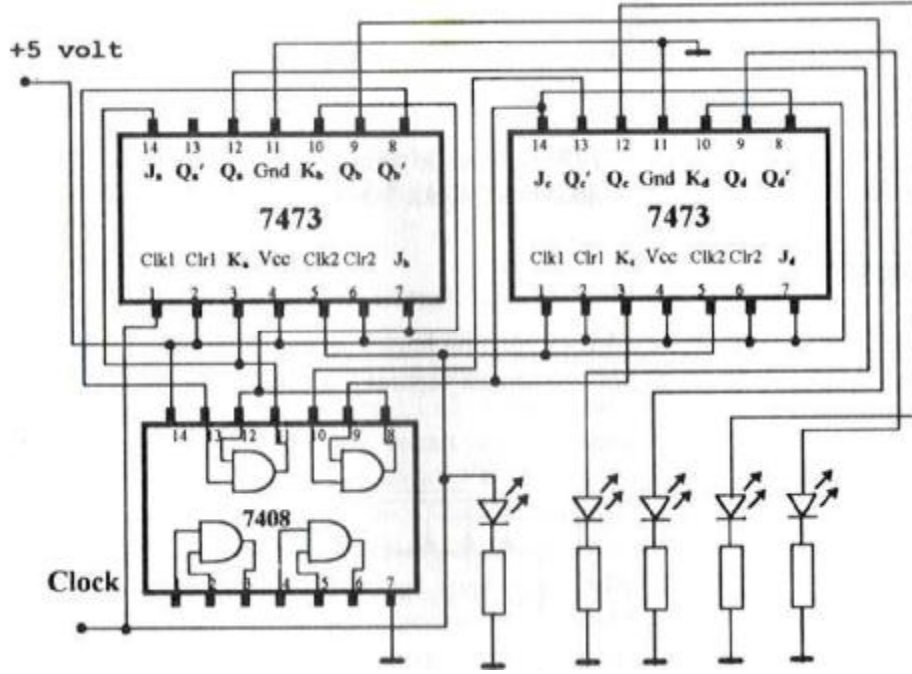 +5 volt
14 13 12 11 10 9 8
14 13 12 11 10 9 8
Ja Qa' Qa Gnd Kb Qb Qb'
Jc Qc' Qc Gnd Kd Qd Qd'
7473
7473
Clk1 Clr1 Ka Vcc Clk2 Clr2 Jb
Clk1 Clr1 Kc Vcc Clk2 Clr2 Jd
1 2 3 4 5 6 7
1 2 3 4 5 6 7
14 13 12 11 10 9 8
7408
Clock
1 2 3 4 5 6 7